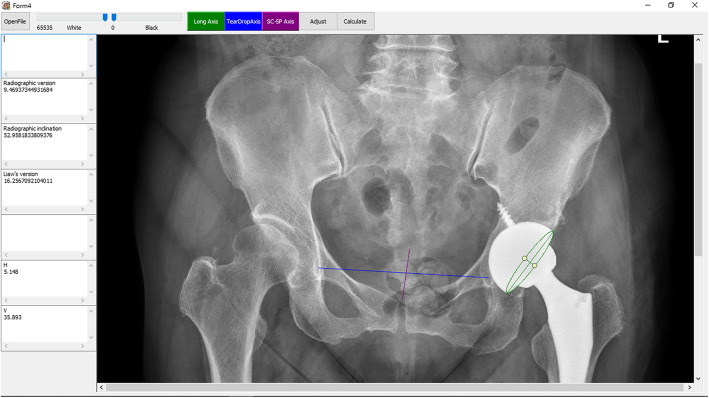 Form4
OpenFile
65535 White 0 Black
Long Axis TearDropAxis SC-SP Axis Adjust Calculate
Radiographic version
9.46937344931684
Radiographic inclination
52.9581833809376
Liaw's version
16.2567092104011
H
5.148
V
35.893
L